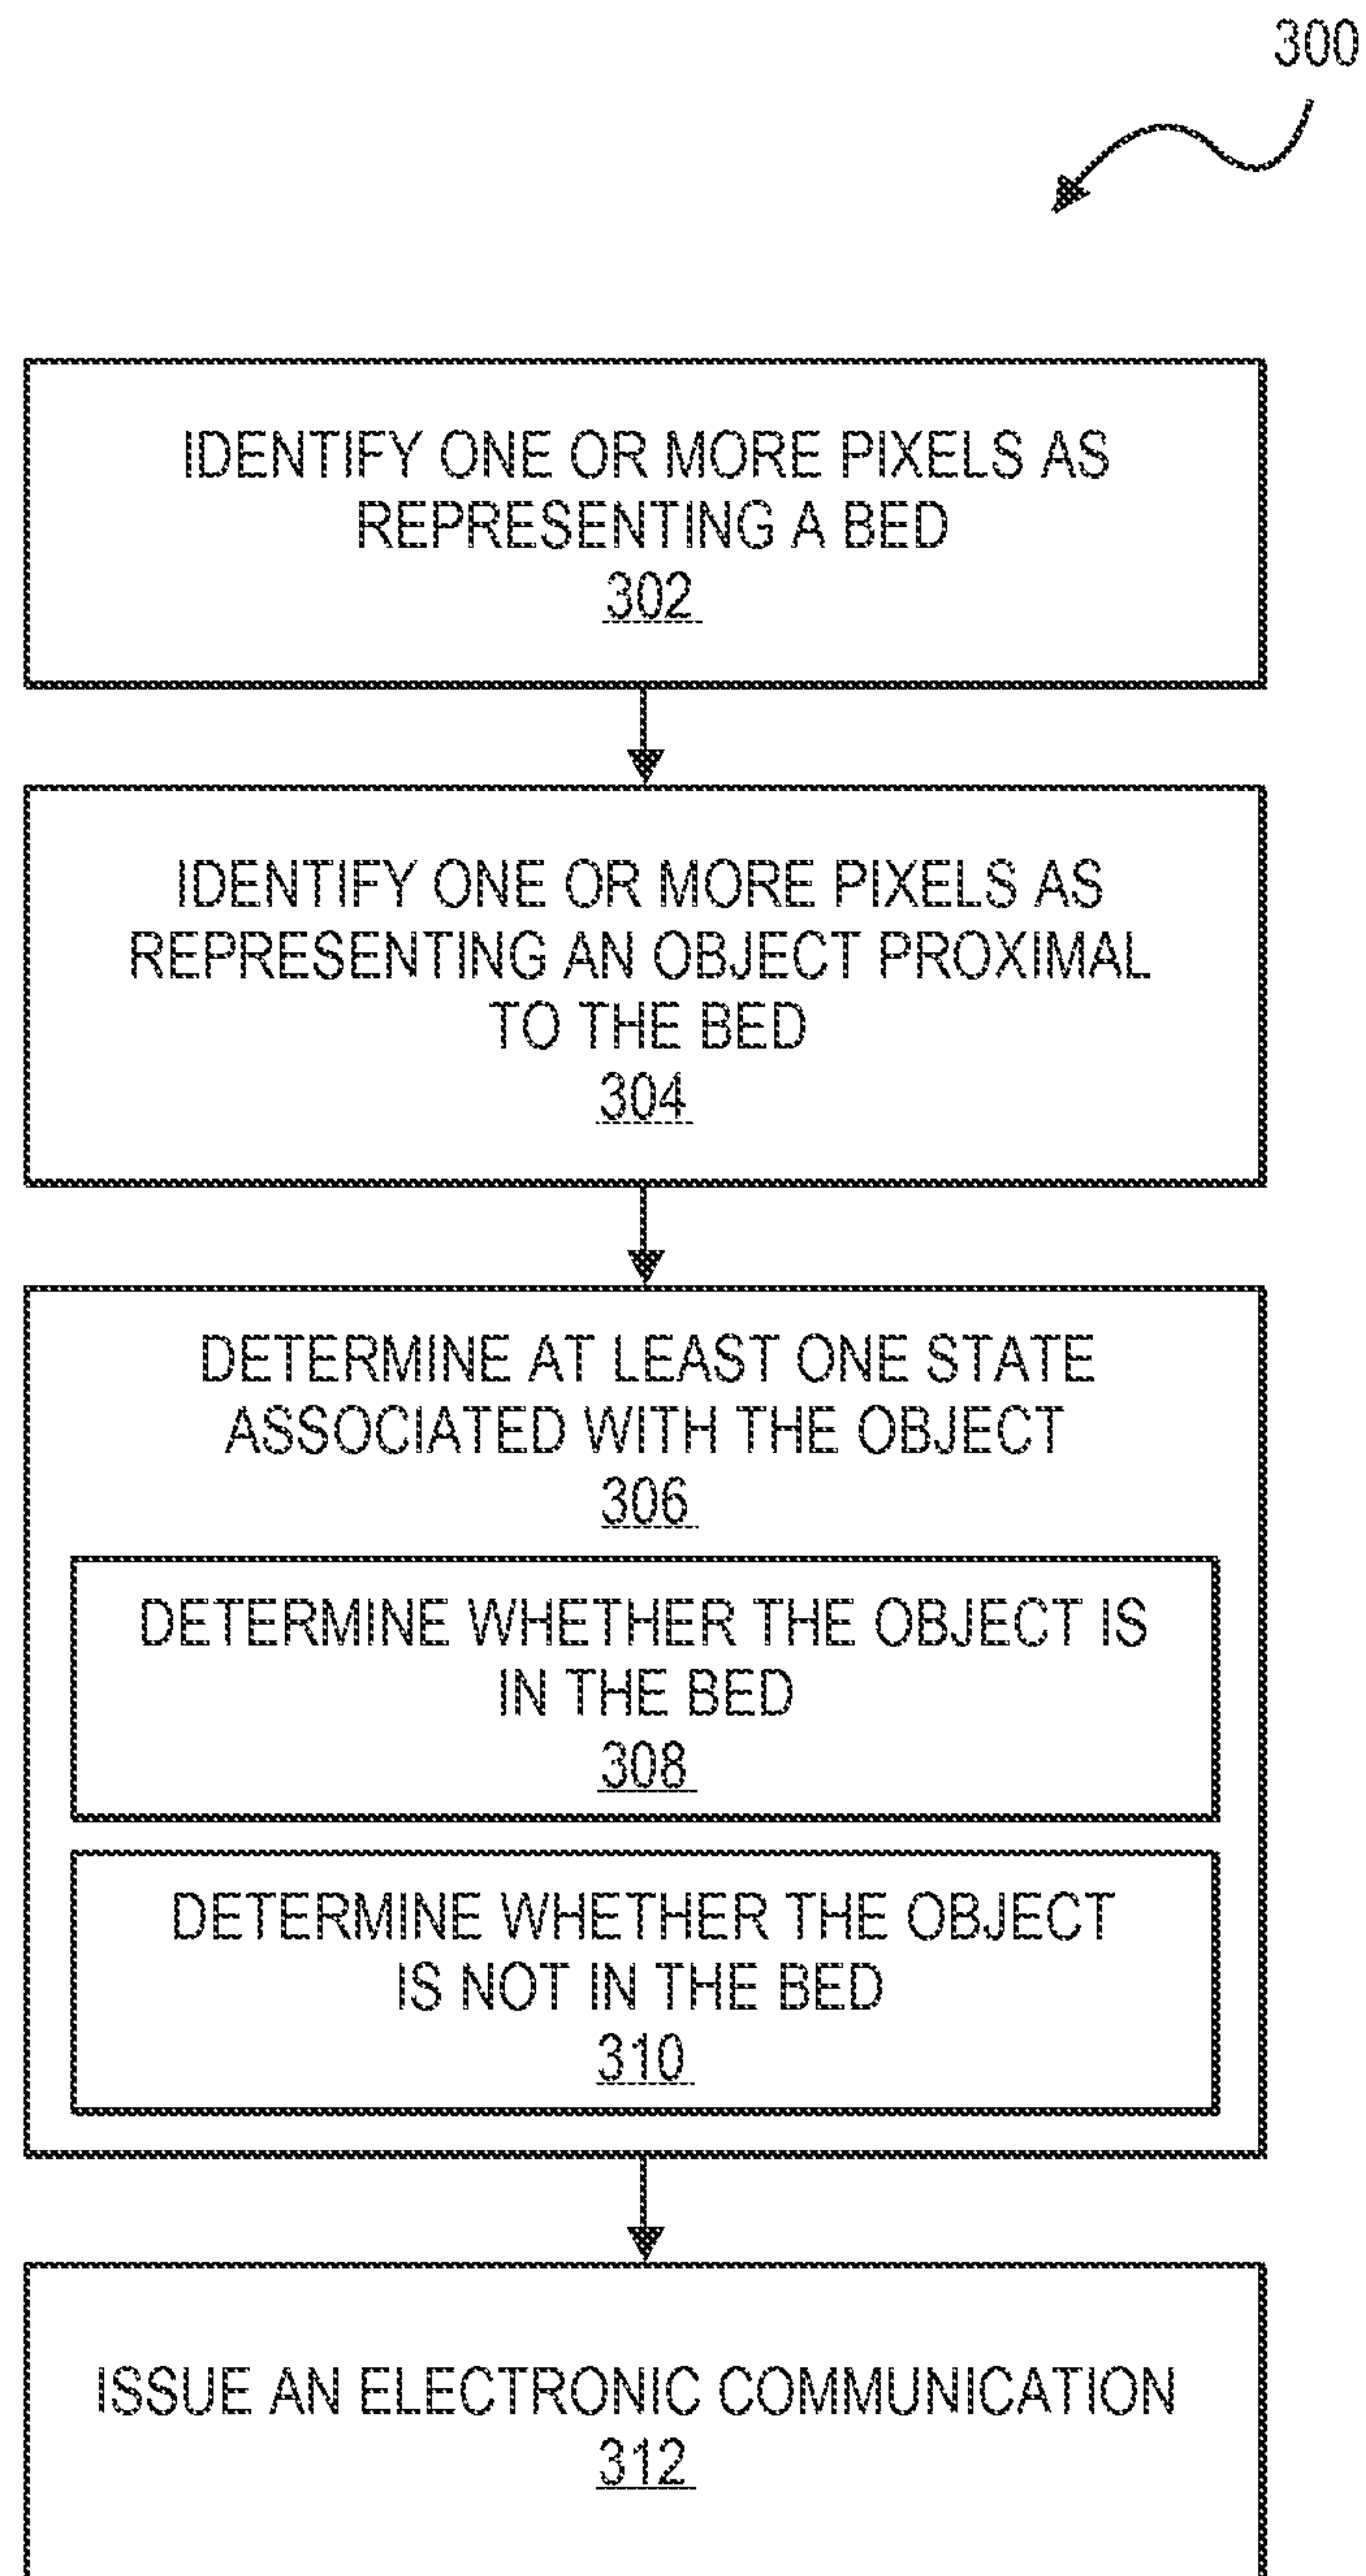 300
IDENTIFY ONE OR MORE PIXELS AS
REPRESENTING A BED
302
IDENTIFY ONE OR MORE PIXELS AS
REPRESENTING AN OBJECT PROXIMAL
TO THE BED
304
DETERMINE AT LEAST ONE STATE
ASSOCIATED WITH THE OBJECT
306
DETERMINE WHETHER THE OBJECT IS
IN THE BED
308
DETERMINE WHETHER THE OBJECT
IS NOT IN THE BED
310
ISSUE AN ELECTRONIC COMMUNICATION
312